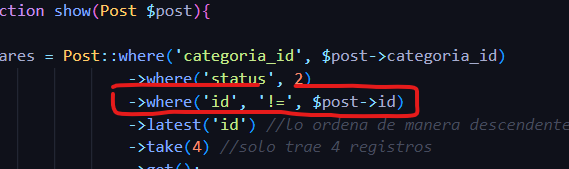 ction show(Post $post){
ares = Post::where('categoria_id', $post->categoria_id)
->where('status', 2)
->where('id', '!=', $post->id)
->latest('id') //lo ordena de manera descendente
->take(4) //solo trae 4 registros
->get();